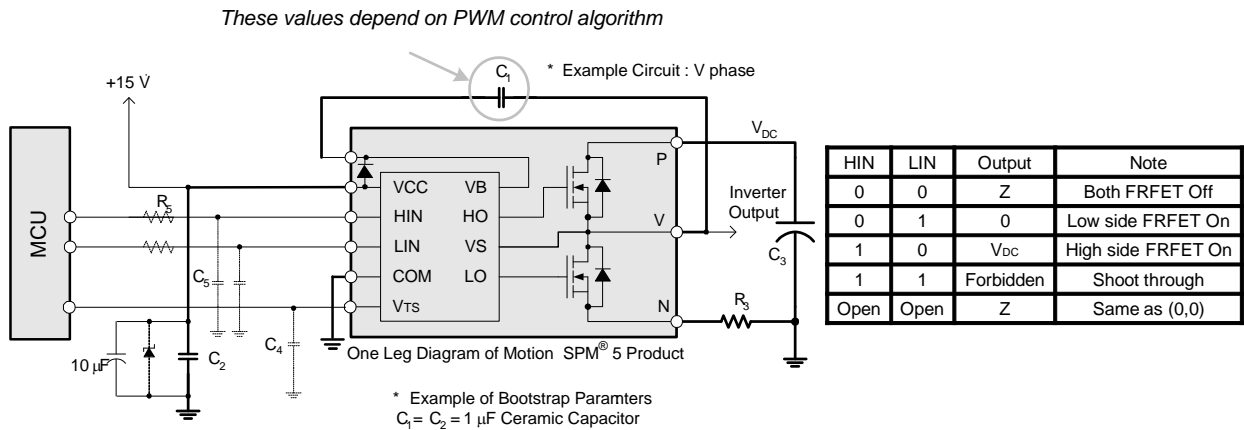 These values depend on PWM control algorithm
+15 V
C1
* Example Circuit : V phase
VDC
P
MCU
R5
VCC
VB
HIN
HO
LIN
VS
COM
LO
VTS
V
N
Inverter
Output
C3
R3
C5
C4
10 µF
C2
One Leg Diagram of Motion SPM® 5 Product
* Example of Bootstrap Paramters
C1= C2 = 1 µF Ceramic Capacitor
HIN LIN Output Note
0 0 Z Both FRFET Off
0 1 0 Low side FRFET On
1 0 VDC High side FRFET On
1 1 Forbidden Shoot through
Open Open Z Same as (0,0)